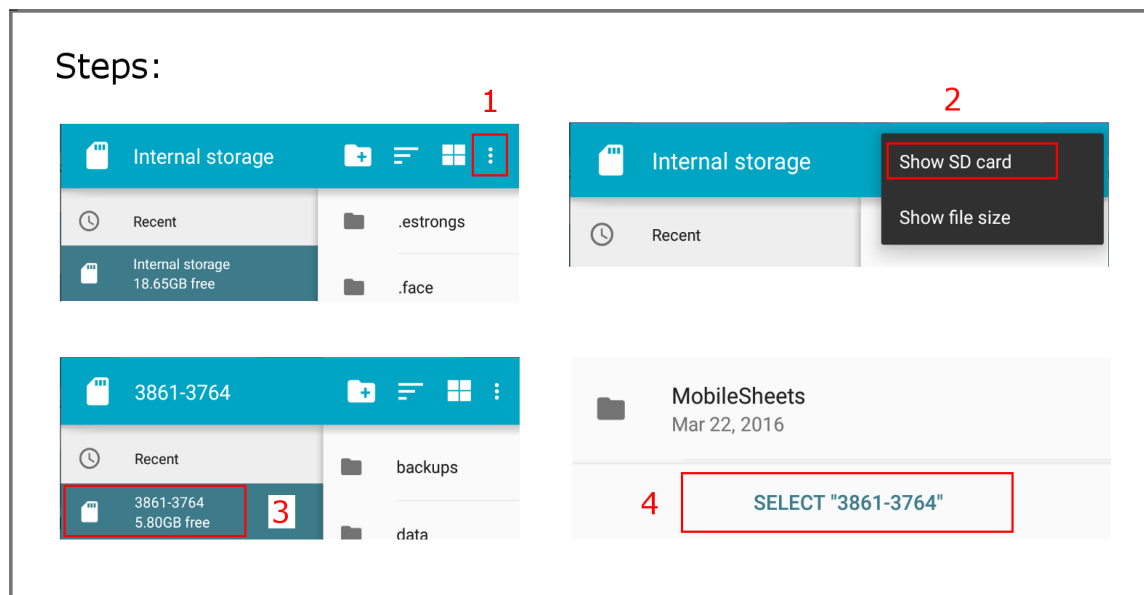 Steps:
1
Internal storage
Recent
.estrongs
Internal storage
18.65GB free
.face
2
Internal storage
Show SD card
Show file size
Recent
3861-3764
Recent
backups
3861-3764
5.80GB free
3
data
MobileSheets
Mar 22, 2016
4
SELECT "3861-3764"